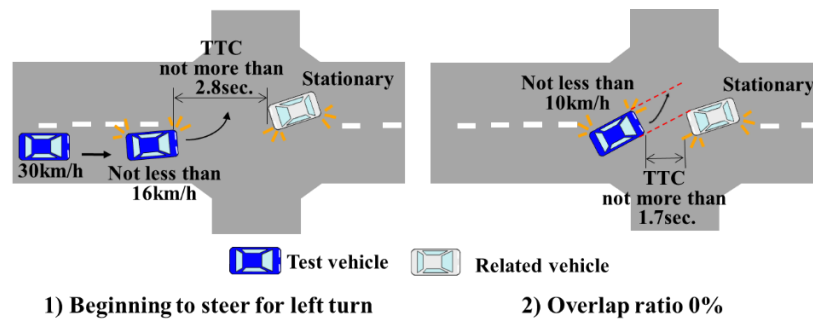 TTC
not more than
2.8sec.
Stationary
30km/h
Not less than
16km/h
Not less than
10km/h
Stationary
TTC
not more than
1.7sec.
Test vehicle
Related vehicle
1) Beginning to steer for left turn
2) Overlap ratio 0%